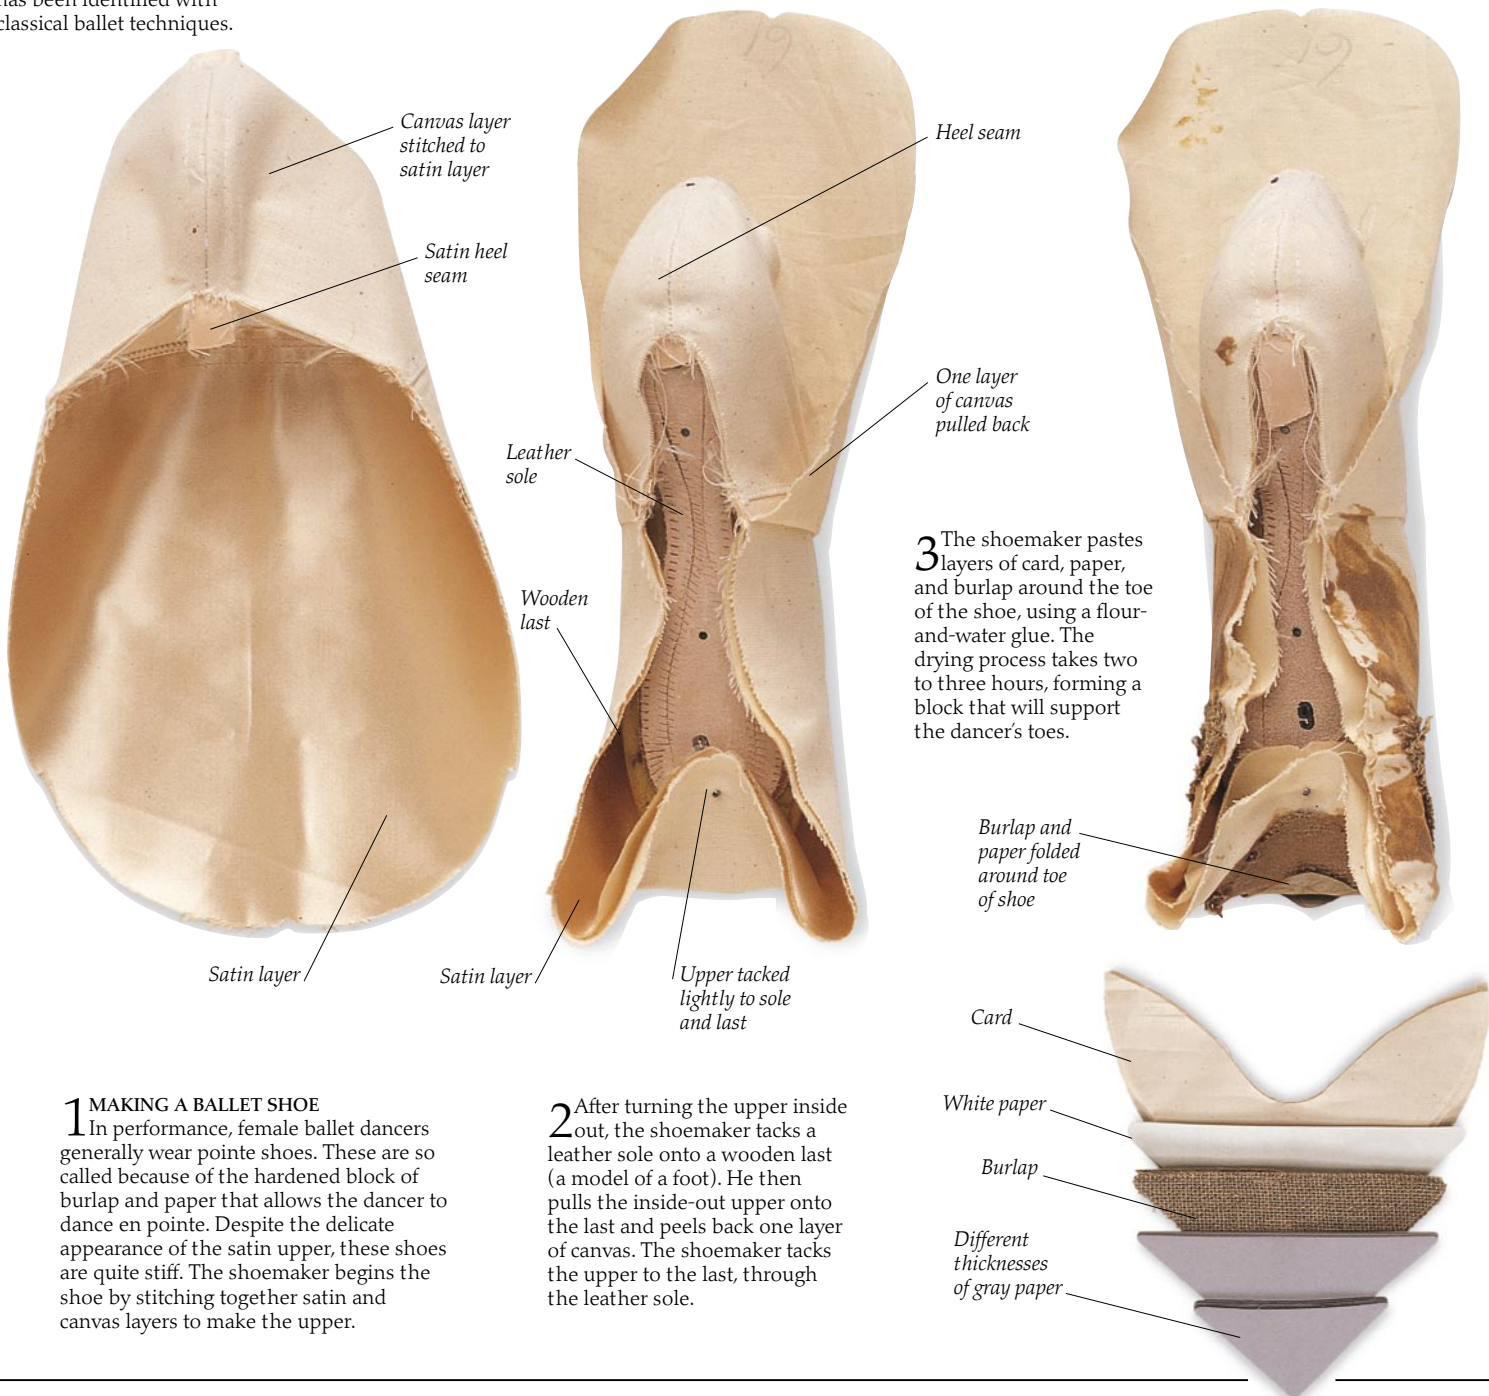 has been identified with
classical ballet techniques.
Canvas layer
stitched to
satin layer
Satin heel
seam
Satin layer
19
Heel seam
One layer
of canvas
pulled back
Leather
sole
Wooden
last
Satin layer
Upper tacked
lightly to sole
and last
19
3 The shoemaker pastes
layers of card, paper,
and burlap around the toe
of the shoe, using a flour-
and-water glue. The
drying process takes two
to three hours, forming a
block that will support
the dancer's toes.
9
Burlap and
paper folded
around toe
of shoe
Card
White paper
Burlap
Different
thicknesses
of gray paper
1 MAKING A BALLET SHOE
In performance, female ballet dancers
generally wear pointe shoes. These are so
called because of the hardened block of
burlap and paper that allows the dancer to
dance en pointe. Despite the delicate
appearance of the satin upper, these shoes
are quite stiff. The shoemaker begins the
shoe by stitching together satin and
canvas layers to make the upper.
2 After turning the upper inside
out, the shoemaker tacks a
leather sole onto a wooden last
(a model of a foot). He then
pulls the inside-out upper onto
the last and peels back one layer
of canvas. The shoemaker tacks
the upper to the last, through
the leather sole.